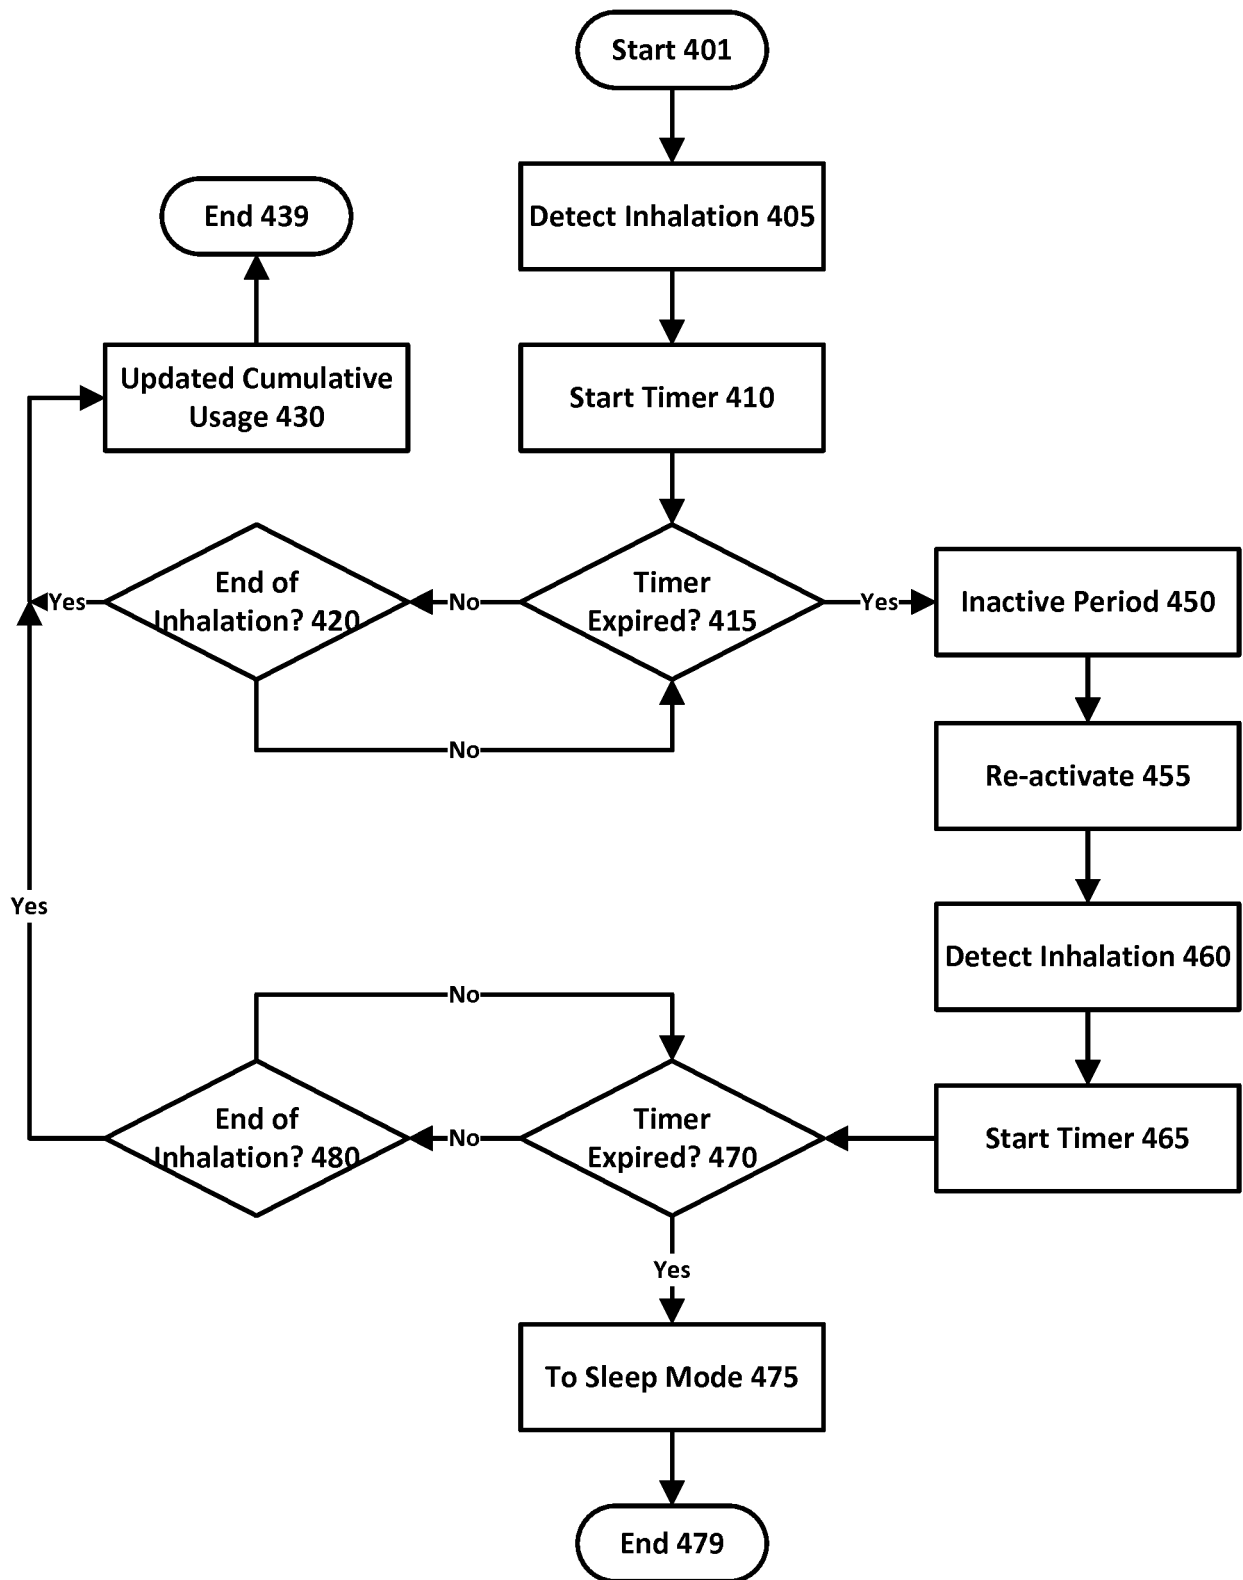 Start 401
Detect Inhalation 405
End 439
Updated Cumulative
Usage 430
Start Timer 410
End of
Inhalation? 420
Yes
No
Timer
Expired? 415
Yes
Inactive Period 450
No
Re-activate 455
Yes
Detect Inhalation 460
No
End of
Inhalation? 480
No
Timer
Expired? 470
Start Timer 465
Yes
To Sleep Mode 475
End 479